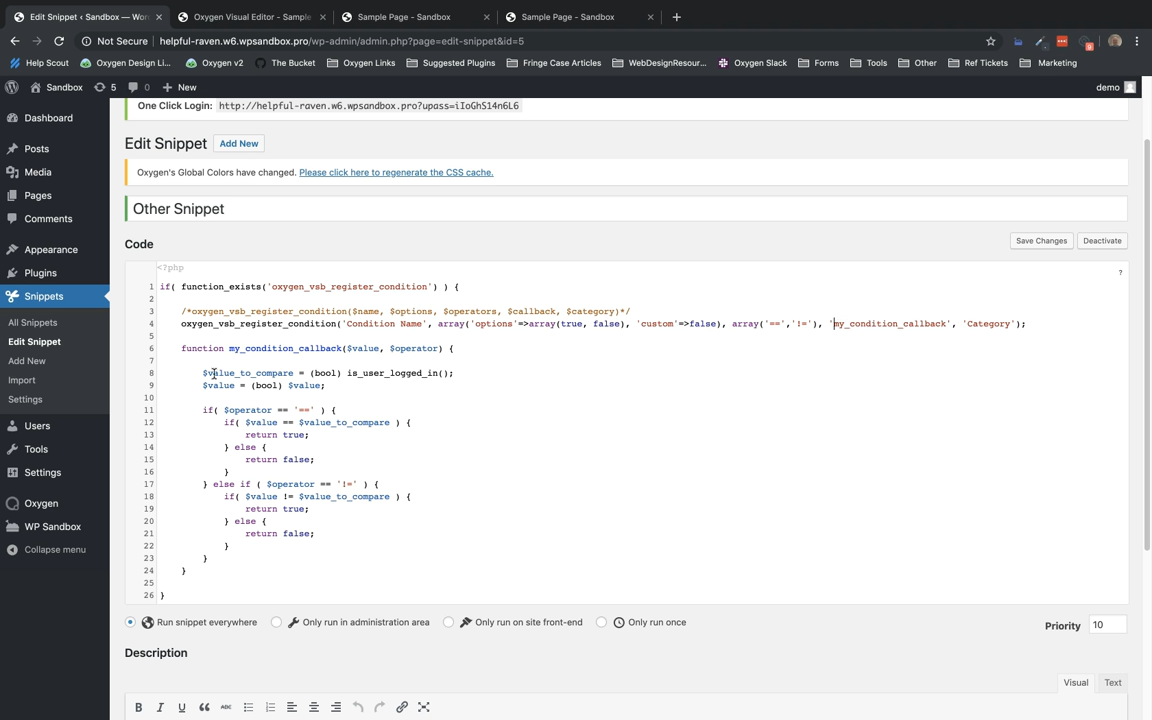 Edit Snippet ‹ Sandbox — Wor
Oxygen Visual Editor - Sample
Sample Page - Sandbox
Sample Page - Sandbox
Not Secure
helpful-raven.w6.wpsandbox.pro/wp-admin/admin.php?page=edit-snippet&id=5
Help Scout
Oxygen Design Li...
Oxygen v2
The Bucket
Oxygen Links
Suggested Plugins
Fringe Case Articles
WebDesignResour...
Oxygen Slack
Forms
Tools
Other
Ref Tickets
Marketing
Sandbox
5
0
New
demo
Dashboard
Posts
Media
Pages
Comments
Appearance
Plugins
Snippets
All Snippets
Edit Snippet
Add New
Import
Settings
Users
Tools
Settings
Oxygen
WP Sandbox
Collapse menu
One Click Login: http://helpful-raven.w6.wpsandbox.pro?upass=iIoGhS14n6L6
Edit Snippet Add New
Oxygen's Global Colors have changed. Please click here to regenerate the CSS cache.
Other Snippet
Code
Save Changes
Deactivate
<?php
?
1 if( function_exists('oxygen_vsb_register_condition') ) {
2
3 /*oxygen_vsb_register_condition($name, $options, $operators, $callback, $category)*/
4 oxygen_vsb_register_condition('Condition Name', array('options'=>array(true, false), 'custom'=>false), array('==','!='), 'my_condition_callback', 'Category');
5
6 function my_condition_callback($value, $operator) {
7
8 $value_to_compare = (bool) is_user_logged_in();
9 $value = (bool) $value;
10
11 if( $operator == '==' ) {
12 if( $value == $value_to_compare ) {
13 return true;
14 } else {
15 return false;
16 }
17 } else if ( $operator == '!=' ) {
18 if( $value != $value_to_compare ) {
19 return true;
20 } else {
21 return false;
22 }
23 }
24 }
25
26 }
Run snippet everywhere
Only run in administration area
Only run on site front-end
Only run once
Priority 10
Description
Visual
Text
B I U ABC